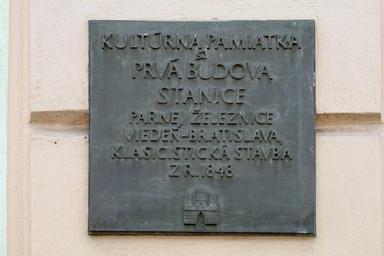 KULTÚRNA PAMIATKA
a
PRVÁ BUDOVA
STANICE
PARNEJ ŽELEZNICE
VIEDEŇ-BRATISLAVA,
KLASICISTICKÁ STAVBA
Z R. 1848